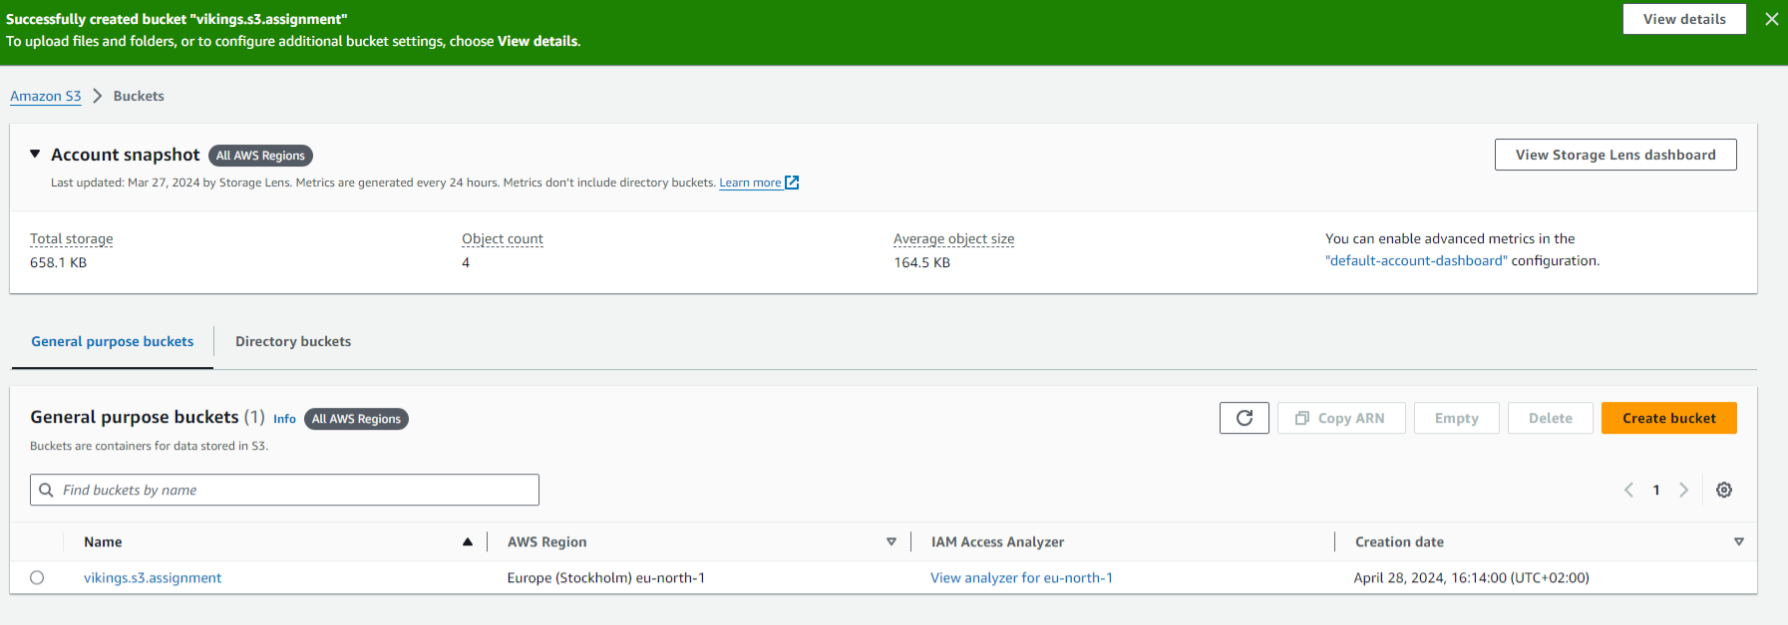 Successfully created bucket "vikings.s3.assignment"
To upload files and folders, or to configure additional bucket settings, choose View details.
View details
Amazon S3 > Buckets
Account snapshot All AWS Regions
View Storage Lens dashboard
Last updated: Mar 27, 2024 by Storage Lens. Metrics are generated every 24 hours. Metrics don't include directory buckets. Learn more
Total storage
658.1 KB
Object count
4
Average object size
164.5 KB
You can enable advanced metrics in the
"default-account-dashboard" configuration.
General purpose buckets
Directory buckets
General purpose buckets (1) Info All AWS Regions
Copy ARN
Empty
Delete
Create bucket
Buckets are containers for data stored in S3.
Find buckets by name
1
Name
AWS Region
IAM Access Analyzer
Creation date
vikings.s3.assignment
Europe (Stockholm) eu-north-1
View analyzer for eu-north-1
April 28, 2024, 16:14:00 (UTC+02:00)